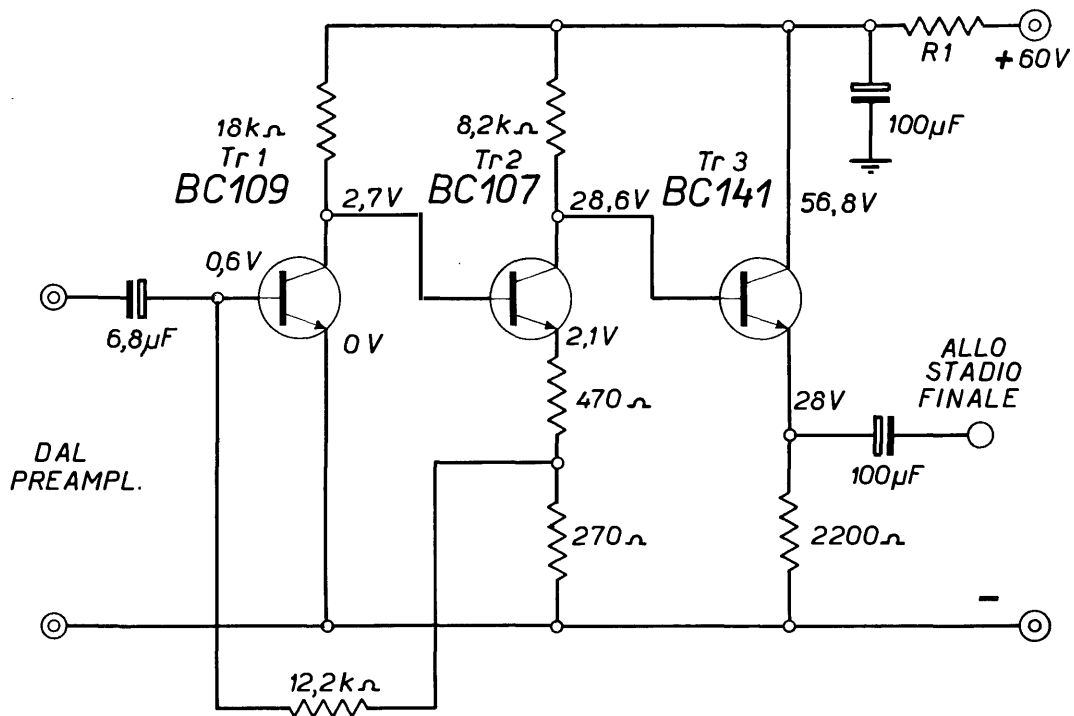 R1
+60V
100µF
18kΩ
Tr1
BC109
2,7V
8,2kΩ
Tr2
BC107
28,6V
Tr3
BC141
56,8V
0,6V
6,8µF
0V
2,1V
470Ω
28V
ALLO
STADIO
FINALE
100µF
DAL
PREAMPL.
270Ω
2200Ω
-
12,2kΩ